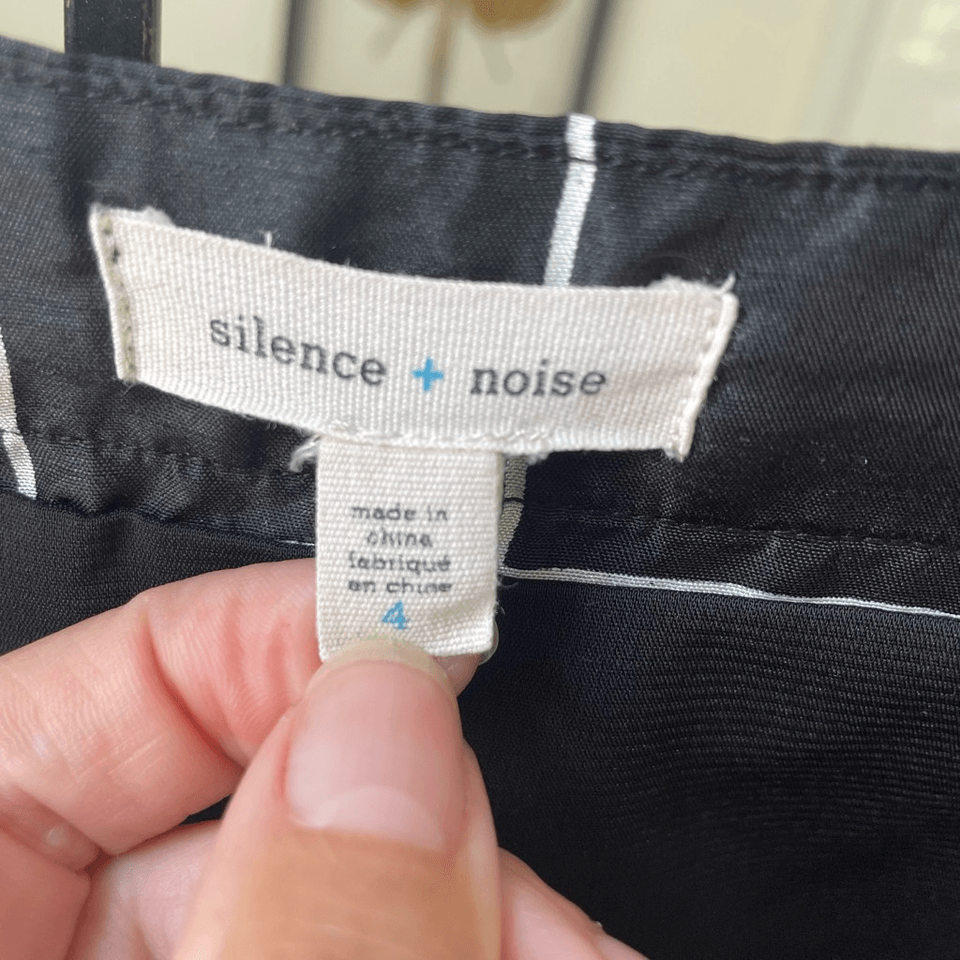 silence + noise
made in
china
fabriqué
en chine
4